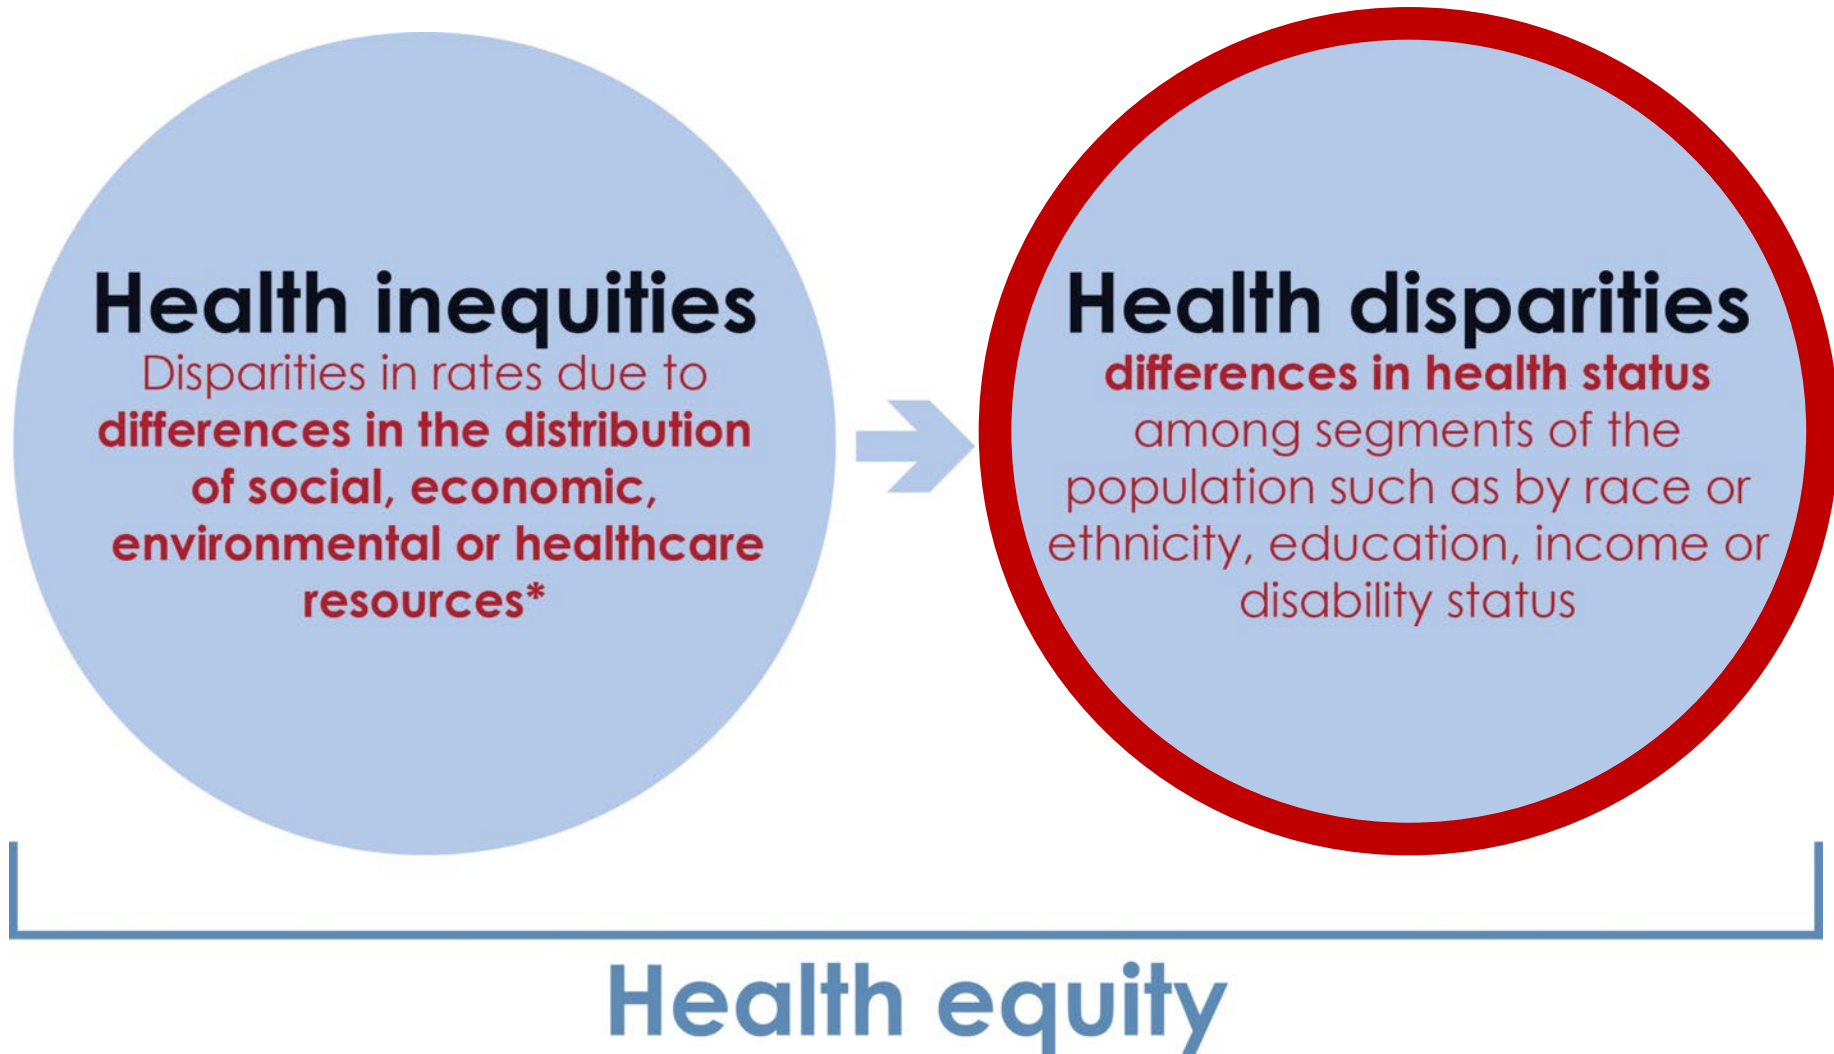 Health inequities
Disparities in rates due to
differences in the distribution
of social, economic,
environmental or healthcare
resources*
Health disparities
differences in health status
among segments of the
population such as by race or
ethnicity, education, income or
disability status
Health equity